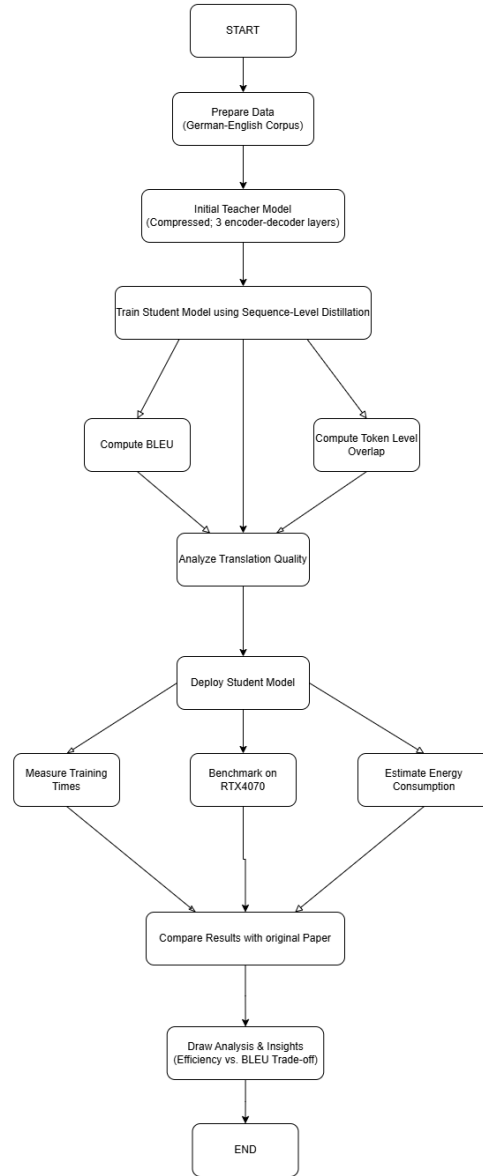 START
Prepare Data
(German-English Corpus)
Initial Teacher Model
(Compressed; 3 encoder-decoder layers)
Train Student Model using Sequence-Level Distillation
Compute BLEU
Compute Token Level
Overlap
Analyze Translation Quality
Deploy Student Model
Measure Training
Times
Benchmark on
RTX4070
Estimate Energy
Consumption
Compare Results with original Paper
Draw Analysis & Insights
(Efficiency vs. BLEU Trade-off)
END